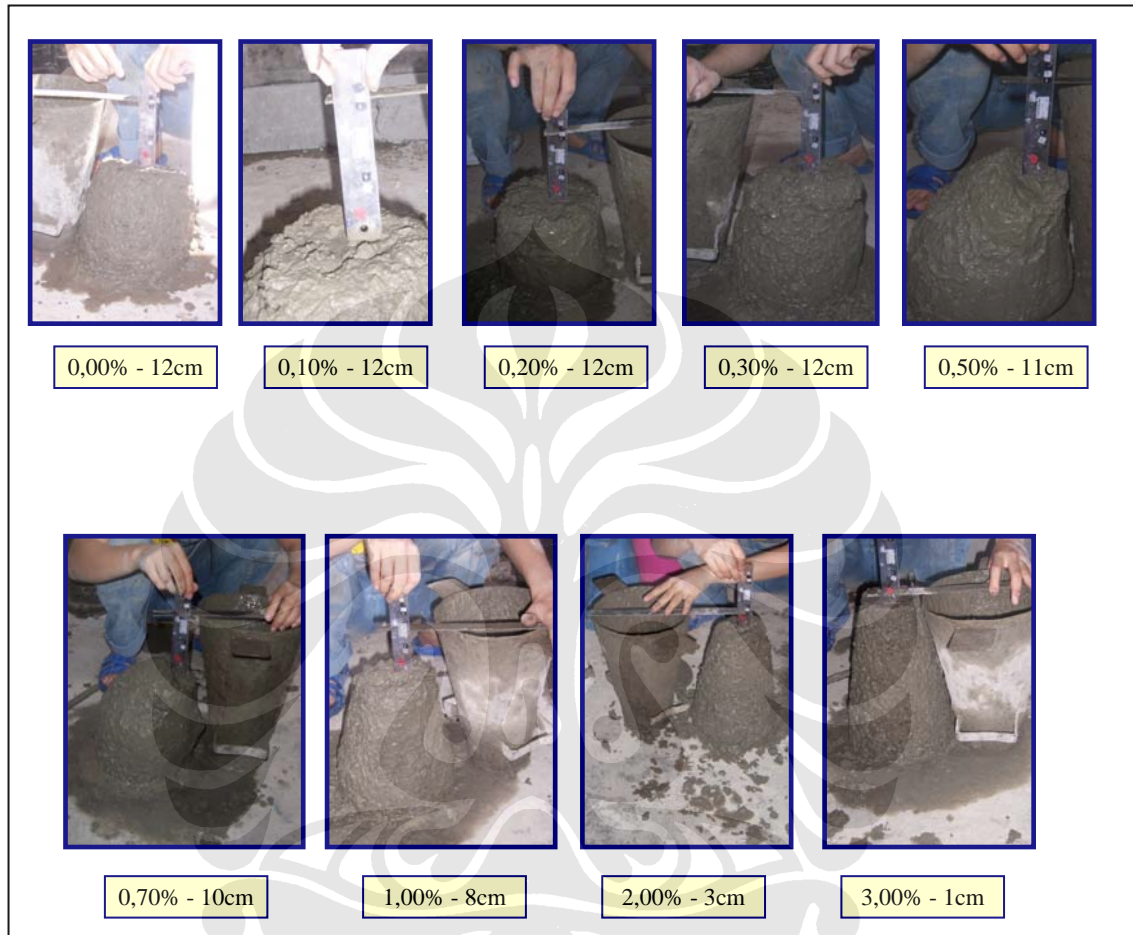 0,00% - 12cm
0,10% - 12cm
0,20% - 12cm
0,30% - 12cm
0,50% - 11cm
0,70% - 10cm
1,00% - 8cm
2,00% - 3cm
3,00% - 1cm